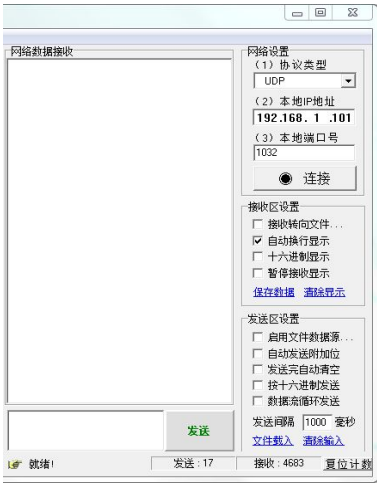 网络数据接收
网络设置
（1）协议类型
UDP
（2）本地IP地址
192.168. 1 .101
（3）本地端口号
1032
连接
接收区设置
接收转向文件...
自动换行显示
十六进制显示
暂停接收显示
保存数据 清除显示
发送区设置
启用文件数据源...
自动发送附加位
发送完自动清空
按十六进制发送
数据流循环发送
发送间隔 1000 毫秒
文件载入 清除输入
发送
就绪!
发送 : 17
接收 : 4683
复位计数